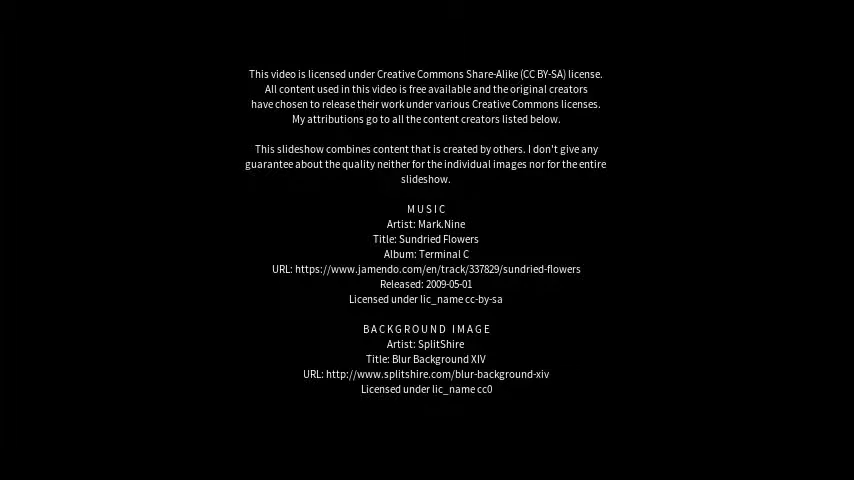 This video is licensed under Creative Commons Share-Alike (CC BY-SA) license.
All content used in this video is free available and the original creators
have chosen to release their work under various Creative Commons licenses.
My attributions go to all the content creators listed below.
This slideshow combines content that is created by others. I don't give any
guarantee about the quality neither for the individual images nor for the entire
slideshow.
MUSIC
Artist: Mark.Nine
Title: Sundried Flowers
Album: Terminal C
URL: https://www.jamendo.com/en/track/337829/sundried-flowers
Released: 2009-05-01
Licensed under lic_name cc-by-sa
BACKGROUND IMAGE
Artist: SplitShire
Title: Blur Background XIV
URL: http://www.splitshire.com/blur-background-xiv
Licensed under lic_name cc0